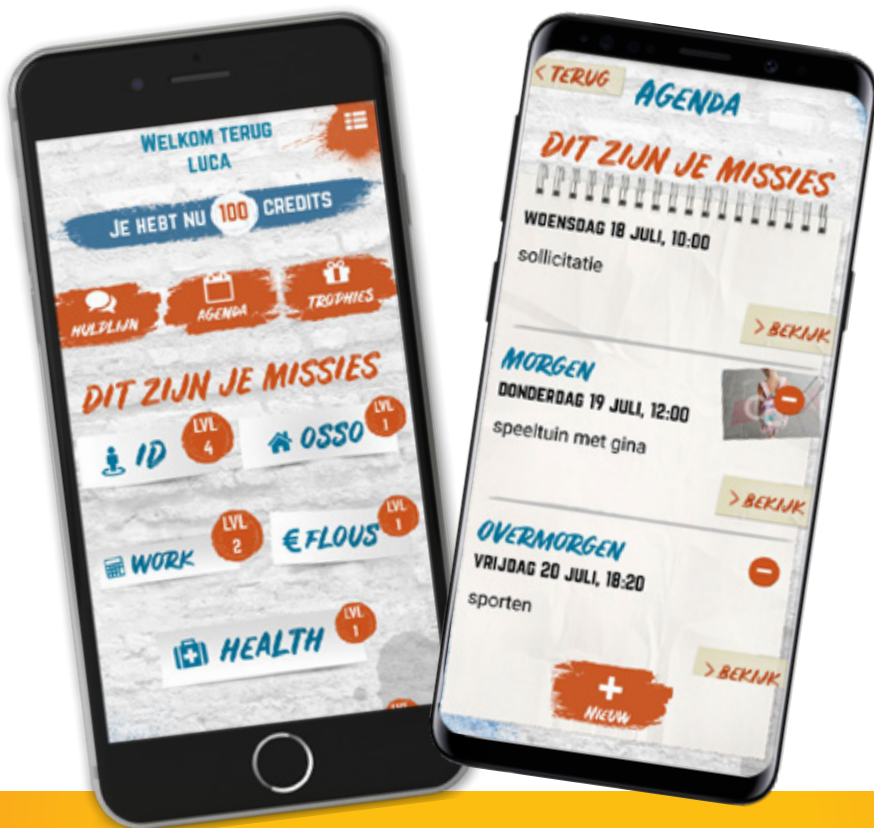 WELKOM TERUG
LUCA
JE HEBT NU 100 CREDITS
HULPLIJN
AGENDA
TROPHIES
DIT ZIJN JE MISSIES
ID
LVL
4
OSSO
LVL
1
WORK
LVL
2
€ FLOUS
LVL
1
HEALTH
LVL
1
LVL
< TERUG
AGENDA
DIT ZIJN JE MISSIES
WOENSDAG 18 JULI, 10:00
sollicitatie
> BEKIJK
MORGEN
DONDERDAG 19 JULI, 12:00
speeltuin met gina
> BEKIJK
OVERMORGEN
VRIJDAG 20 JULI, 18:20
sporten
> BEKIJK
+
NIEUW